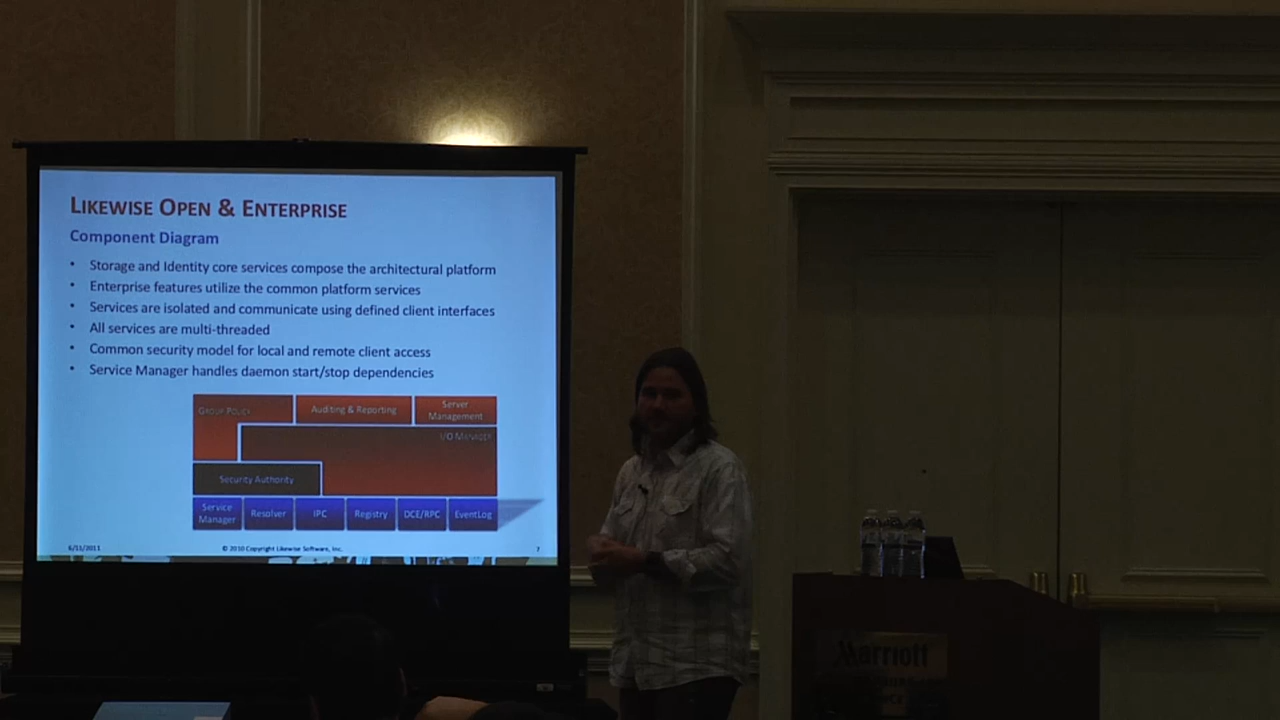 LIKEWISE OPEN & ENTERPRISE
Component Diagram
• Storage and Identity core services compose the architectural platform
• Enterprise features utilize the common platform services
• Services are isolated and communicate using defined client interfaces
• All services are multi-threaded
• Common security model for local and remote client access
• Service Manager handles daemon start/stop dependencies
GROUP POLICY
Auditing & Reporting
Server
Management
I/O MANAGER
Security Authority
Service
Manager
Resolver
IPC
Registry
DCE/RPC
EventLog
6/13/2011
© 2010 Copyright Likewise Software, Inc.
7
Marriott